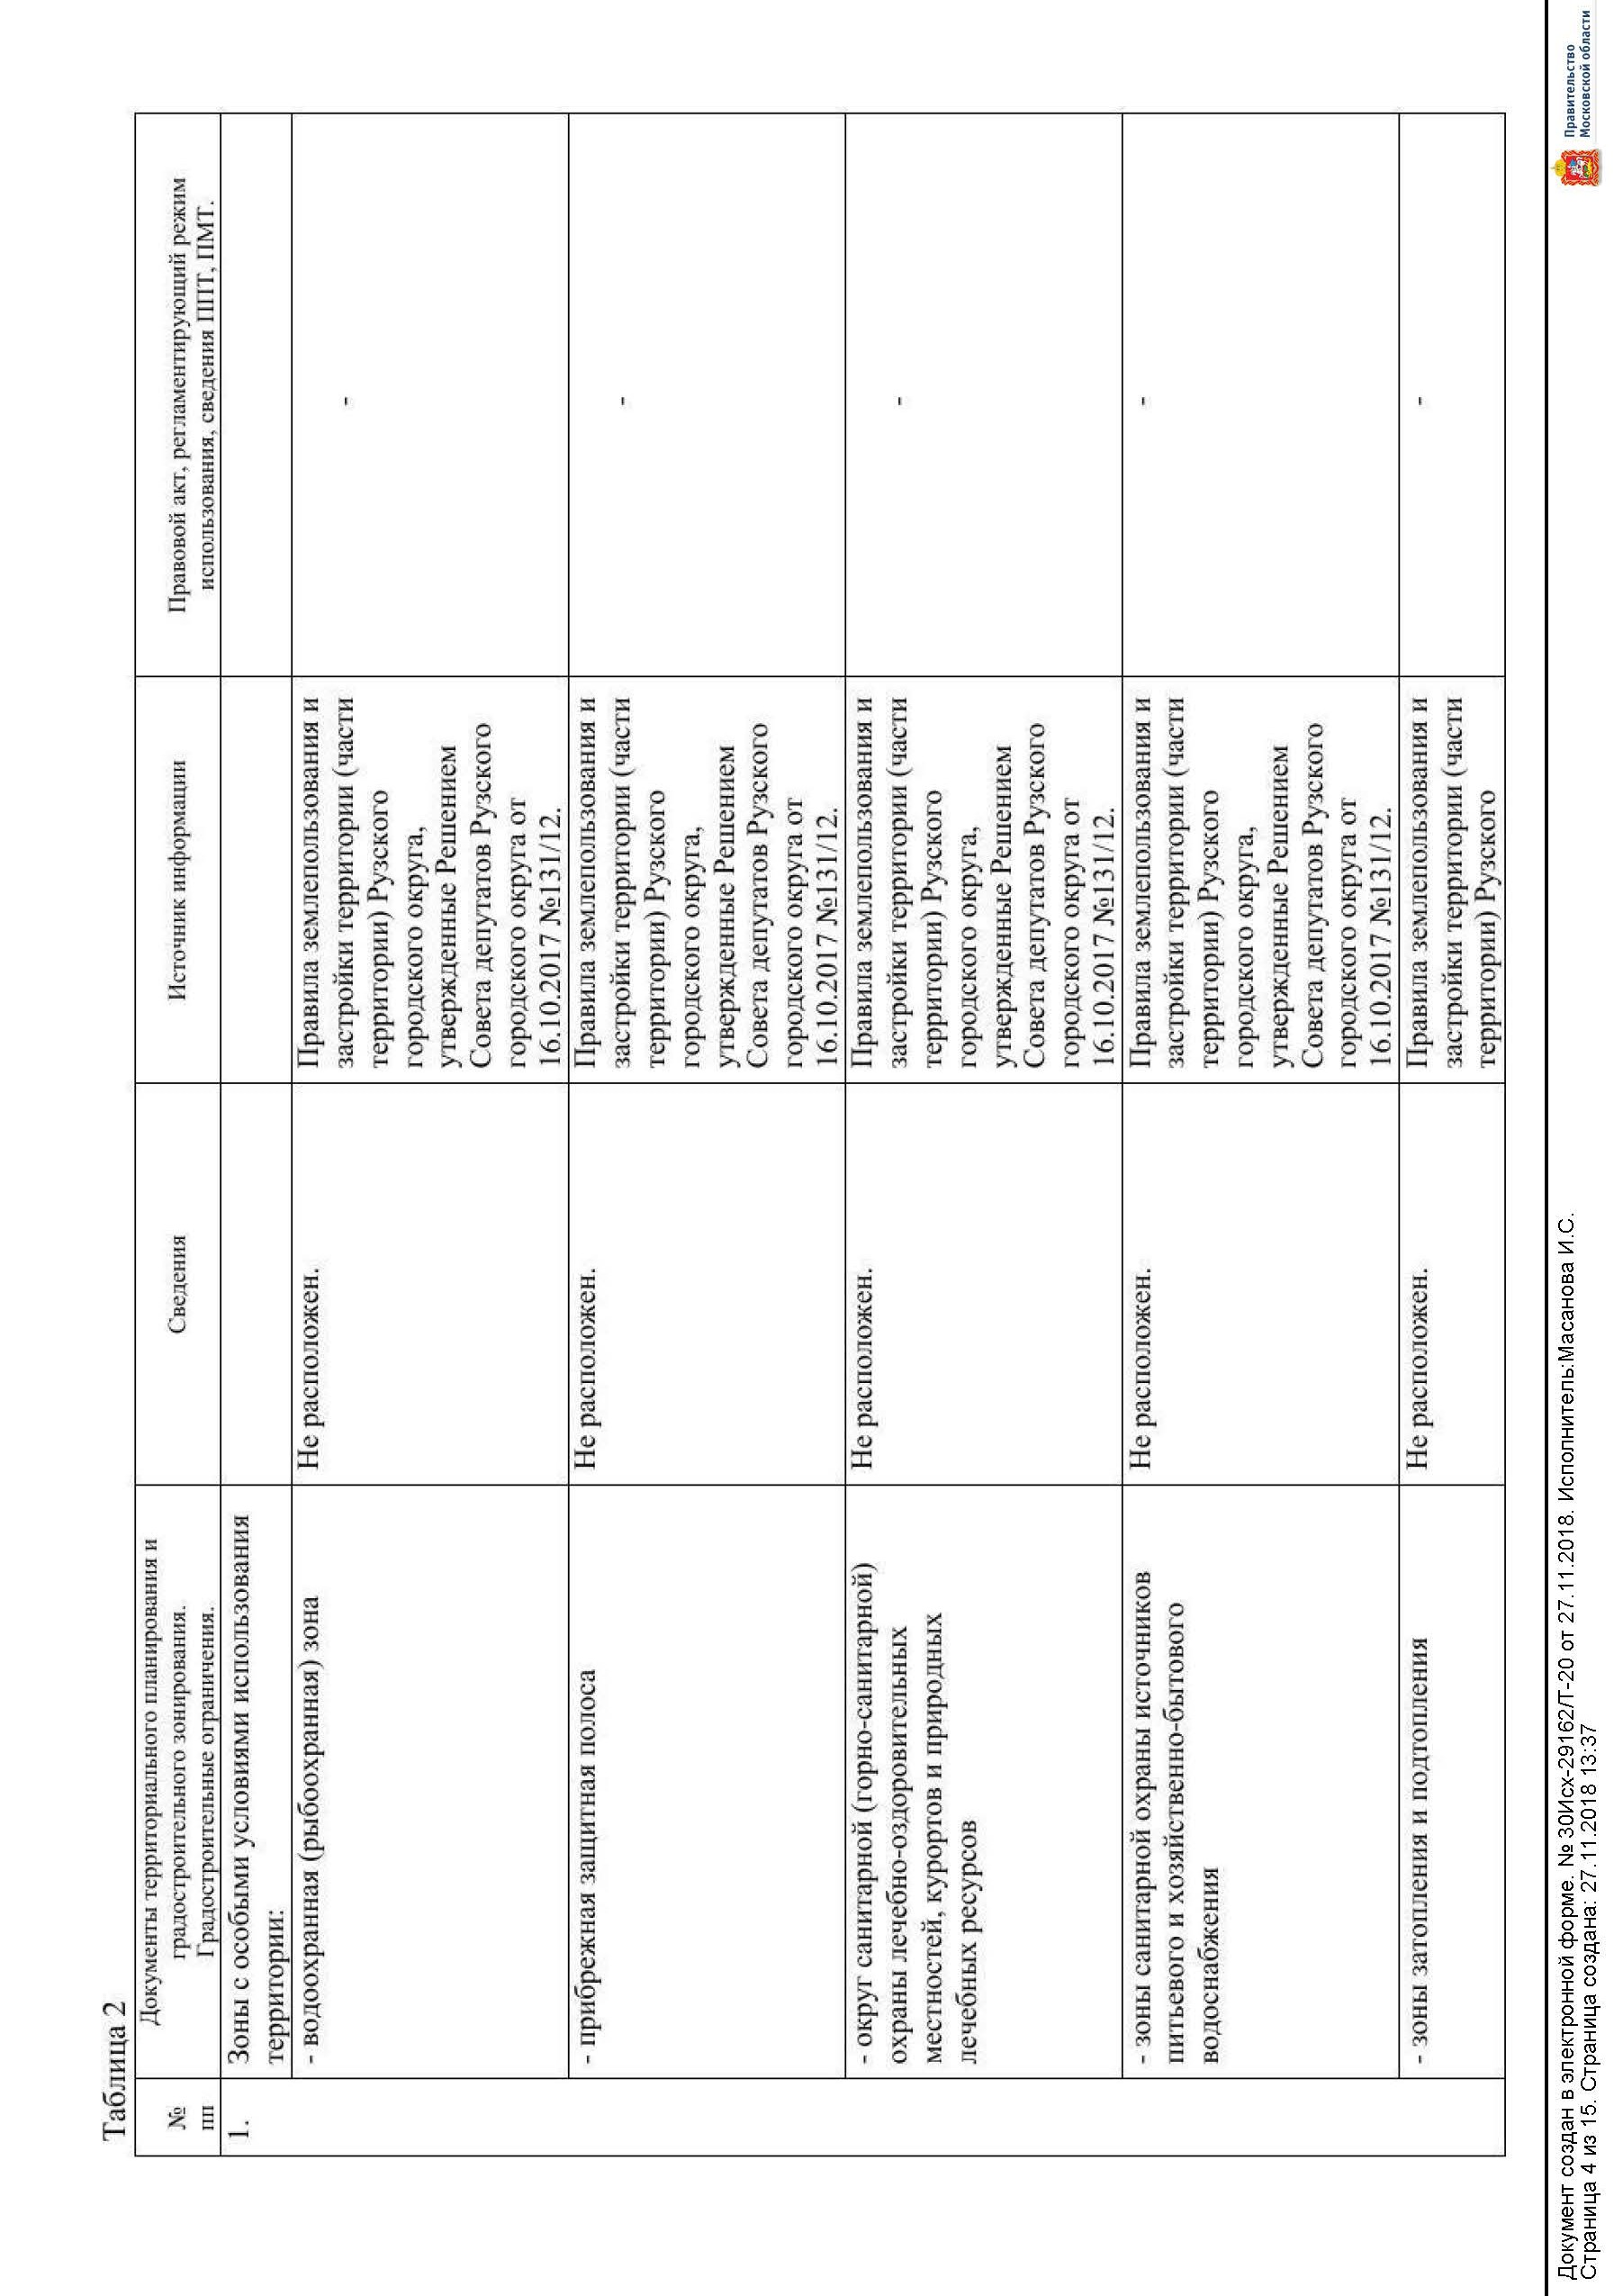 Таблица 2
№
пп
Документы территориального планирования и
градостроительного зонирования.
Градостроительные ограничения.
Сведения
Источник информации
Правовой акт, регламентирующий режим
использования, сведения ППТ, ПМТ.
1.
Зоны с особыми условиями использования
территории:
- водоохранная (рыбоохранная) зона
Не расположен.
Правила землепользования и
застройки территории (части
территории) Рузского
городского округа,
утвержденные Решением
Совета депутатов Рузского
городского округа от
16.10.2017 №131/12.
-
- прибрежная защитная полоса
Не расположен.
Правила землепользования и
застройки территории (части
территории) Рузского
городского округа,
утвержденные Решением
Совета депутатов Рузского
городского округа от
16.10.2017 №131/12.
-
- округ санитарной (горно-санитарной)
охраны лечебно-оздоровительных
местностей, курортов и природных
лечебных ресурсов
Не расположен.
Правила землепользования и
застройки территории (части
территории) Рузского
городского округа,
утвержденные Решением
Совета депутатов Рузского
городского округа от
16.10.2017 №131/12.
-
- зоны санитарной охраны источников
питьевого и хозяйственно-бытового
водоснабжения
Не расположен.
Правила землепользования и
застройки территории (части
территории) Рузского
городского округа,
утвержденные Решением
Совета депутатов Рузского
городского округа от
16.10.2017 №131/12.
-
- зоны затопления и подтопления
Не расположен.
Правила землепользования и
застройки территории (части
территории) Рузского
-
Документ создан в электронной форме. № 30Исх-29162/Т-20 от 27.11.2018. Исполнитель:Масанова И.С.
Страница 4 из 15. Страница создана: 27.11.2018 13:37
Правительство
Московской области